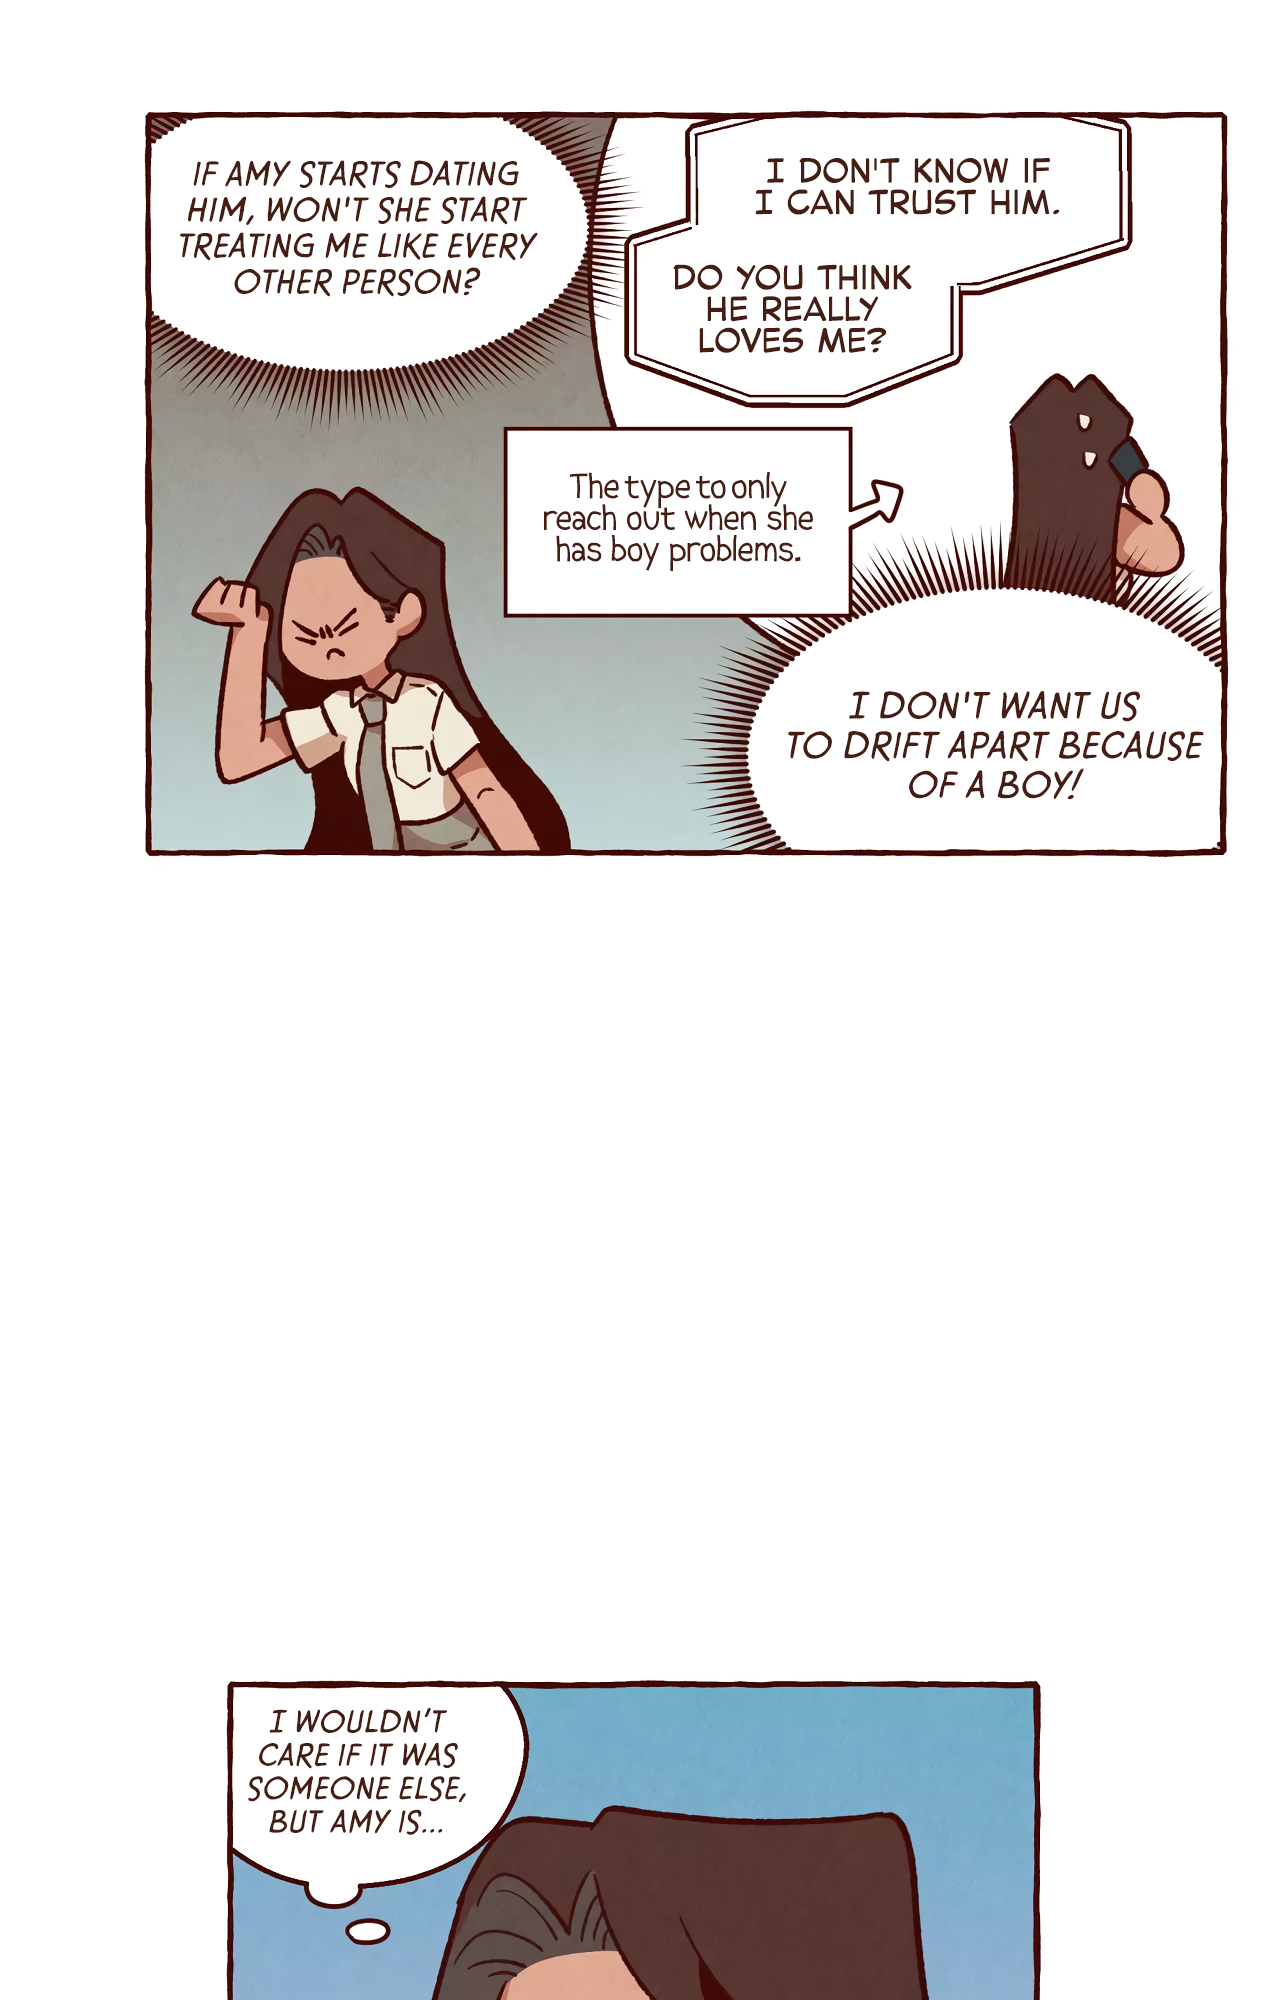 IF AMY STARTS DATING
HIM, WON'T SHE START
TREATING ME LIKE EVERY
OTHER PERSON?
I DON'T KNOW IF
I CAN TRUST HIM.
DO YOU THINK
HE REALLY
LOVES ME?
The type to only
reach out when she
has boy problems.
I DON'T WANT US
TO DRIFT APART BECAUSE
OF A BOY!
I WOULDN'T
CARE IF IT WAS
SOMEONE ELSE,
BUT AMY IS...